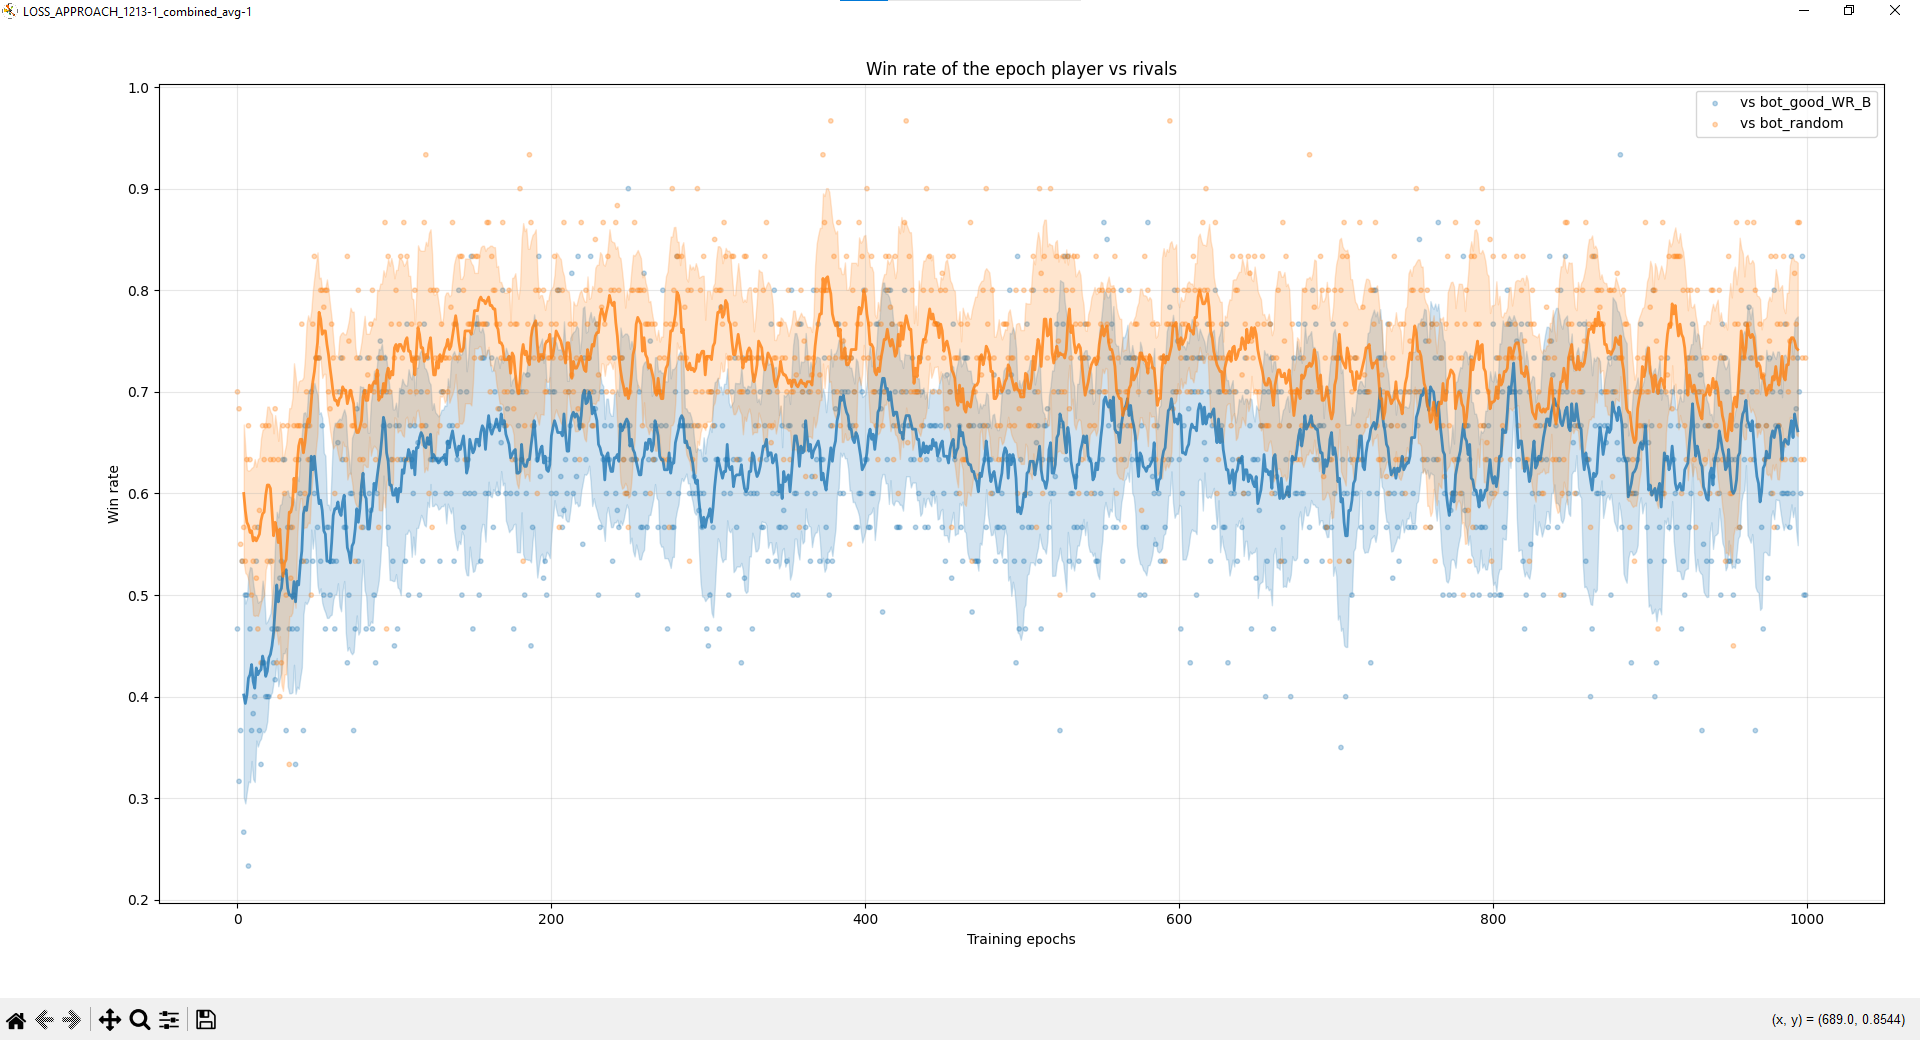 LOSS_APPROACH_1213-1_combined_avg-1
Win rate of the epoch player vs rivals
vs bot_good_WR_B
vs bot_random
Win rate
1.0
0.9
0.8
0.7
0.6
0.5
0.4
0.3
0.2
0
200
400
600
800
1000
Training epochs
(x, y) = (689.0, 0.8544)